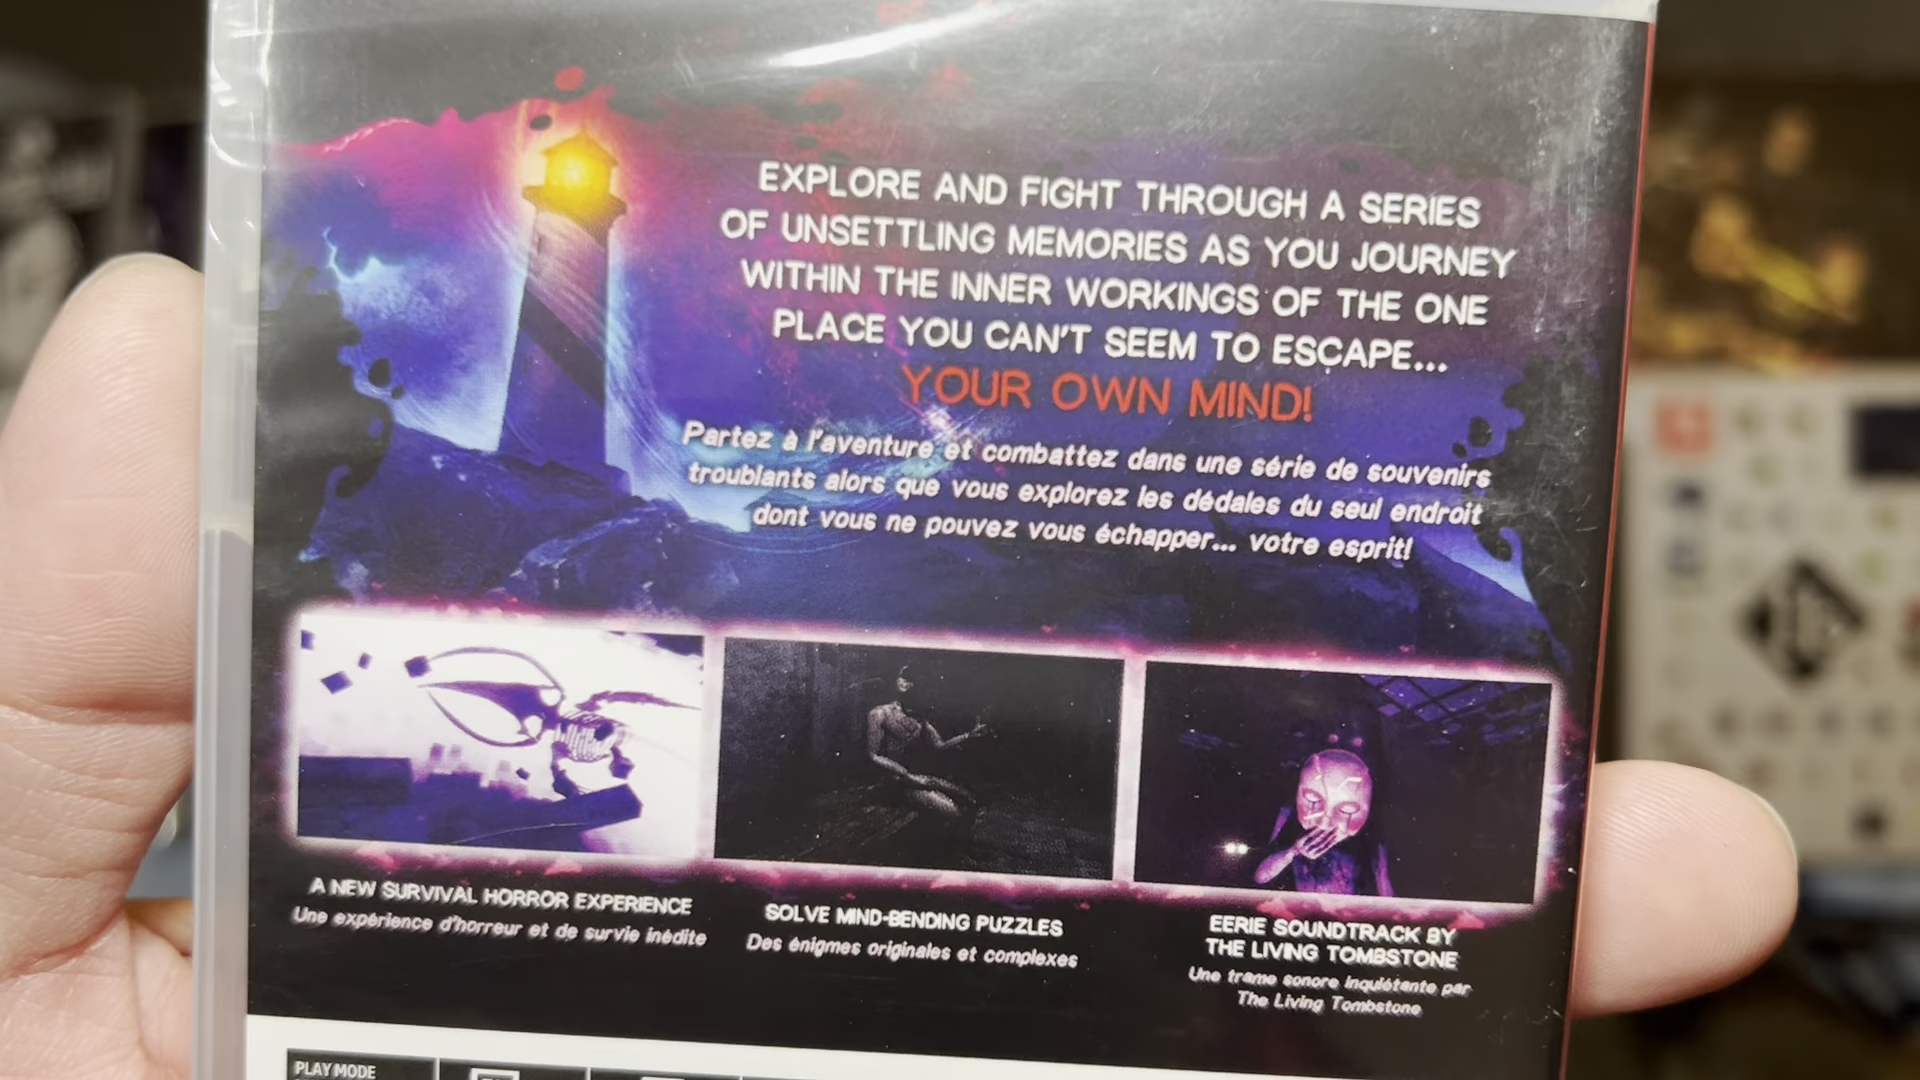 EXPLORE AND FIGHT THROUGH A SERIES
OF UNSETTLING MEMORIES AS YOU JOURNEY
WITHIN THE INNER WORKINGS OF THE ONE
PLACE YOU CAN'T SEEM TO ESCAPE...
YOUR OWN MIND!
Partez à l'aventure et combattez dans une série de souvenirs
troublants alors que vous explorez les dédales du seul endroit
dont vous ne pouvez vous échapper... votre esprit!
A NEW SURVIVAL HORROR EXPERIENCE
Une expérience d'horreur et de survie inédite
SOLVE MIND-BENDING PUZZLES
Des énigmes originales et complexes
EERIE SOUNDTRACK BY
THE LIVING TOMBSTONE
Une trame sonore inquiétante par
The Living Tombstone
PLAY MODE